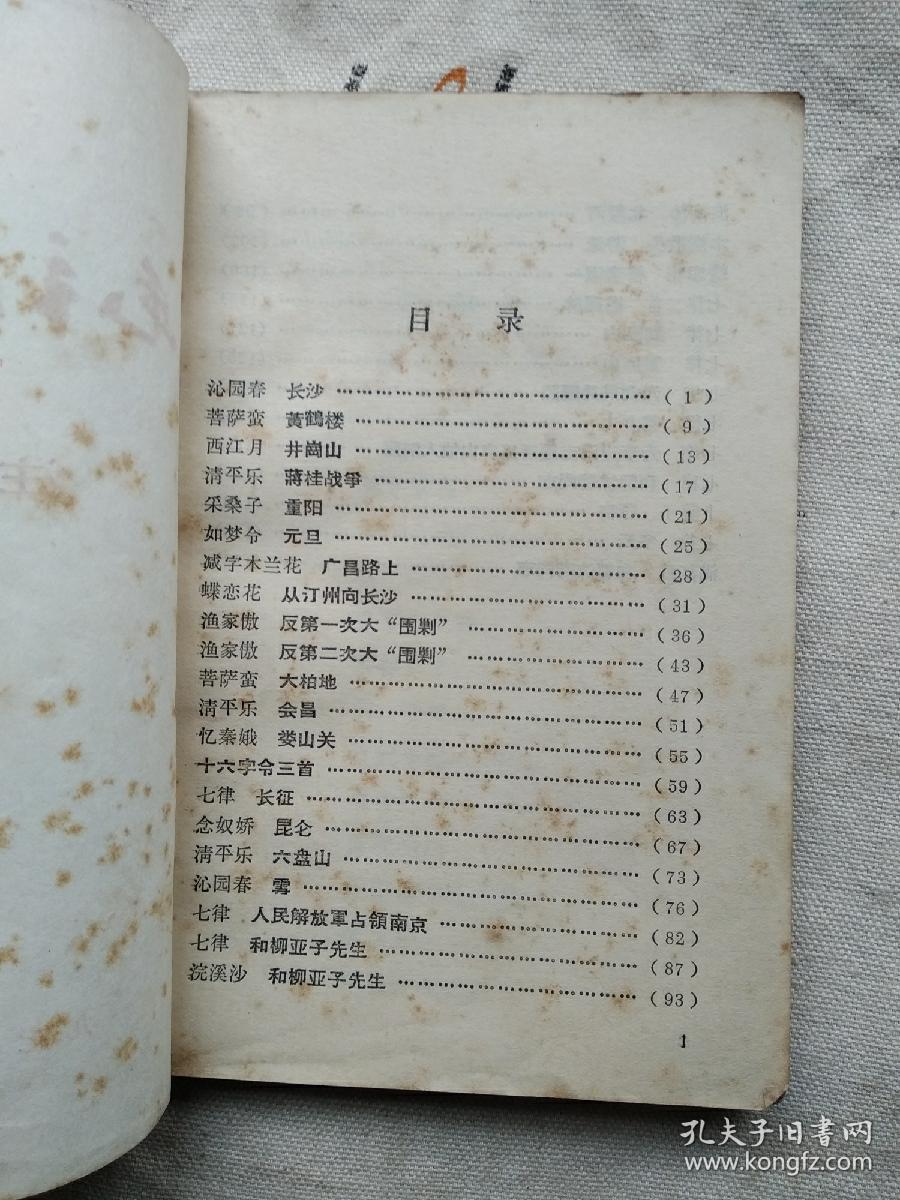 目 录
沁园春 长沙 ……………………………………… (1)
菩萨蛮 黄鹤楼 ……………………………………… (9)
西江月 井崗山 ……………………………………… (13)
清平乐 蔣桂战爭 ……………………………………… (17)
采桑子 重阳 ……………………………………… (21)
如梦令 元旦 ……………………………………… (25)
减字木兰花 广昌路上 ……………………………………… (28)
蝶恋花 从汀州向长沙 ……………………………………… (31)
渔家傲 反第一次大“围剿” ……………………………………… (36)
渔家傲 反第二次大“围剿” ……………………………………… (43)
菩萨蛮 大柏地 ……………………………………… (47)
清平乐 会昌 ……………………………………… (51)
忆秦娥 娄山关 ……………………………………… (55)
十六字令三首 ……………………………………… (59)
七律 长征 ……………………………………… (63)
念奴娇 昆仑 ……………………………………… (67)
清平乐 六盘山 ……………………………………… (73)
沁园春 雪 ……………………………………… (76)
七律 人民解放軍占領南京 ……………………………………… (82)
七律 和柳亚子先生 ……………………………………… (87)
浣溪沙 和柳亚子先生 ……………………………………… (93)
1
孔夫子旧書网
www.kongfz.com